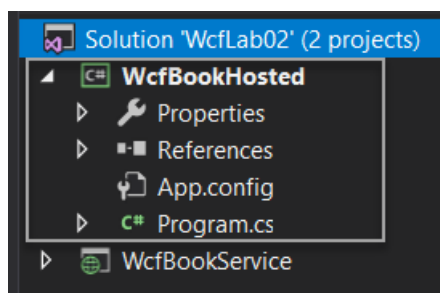 Solution 'WcfLab02' (2 projects)
C# WcfBookHosted
Properties
References
App.config
C# Program.cs
WcfBookService